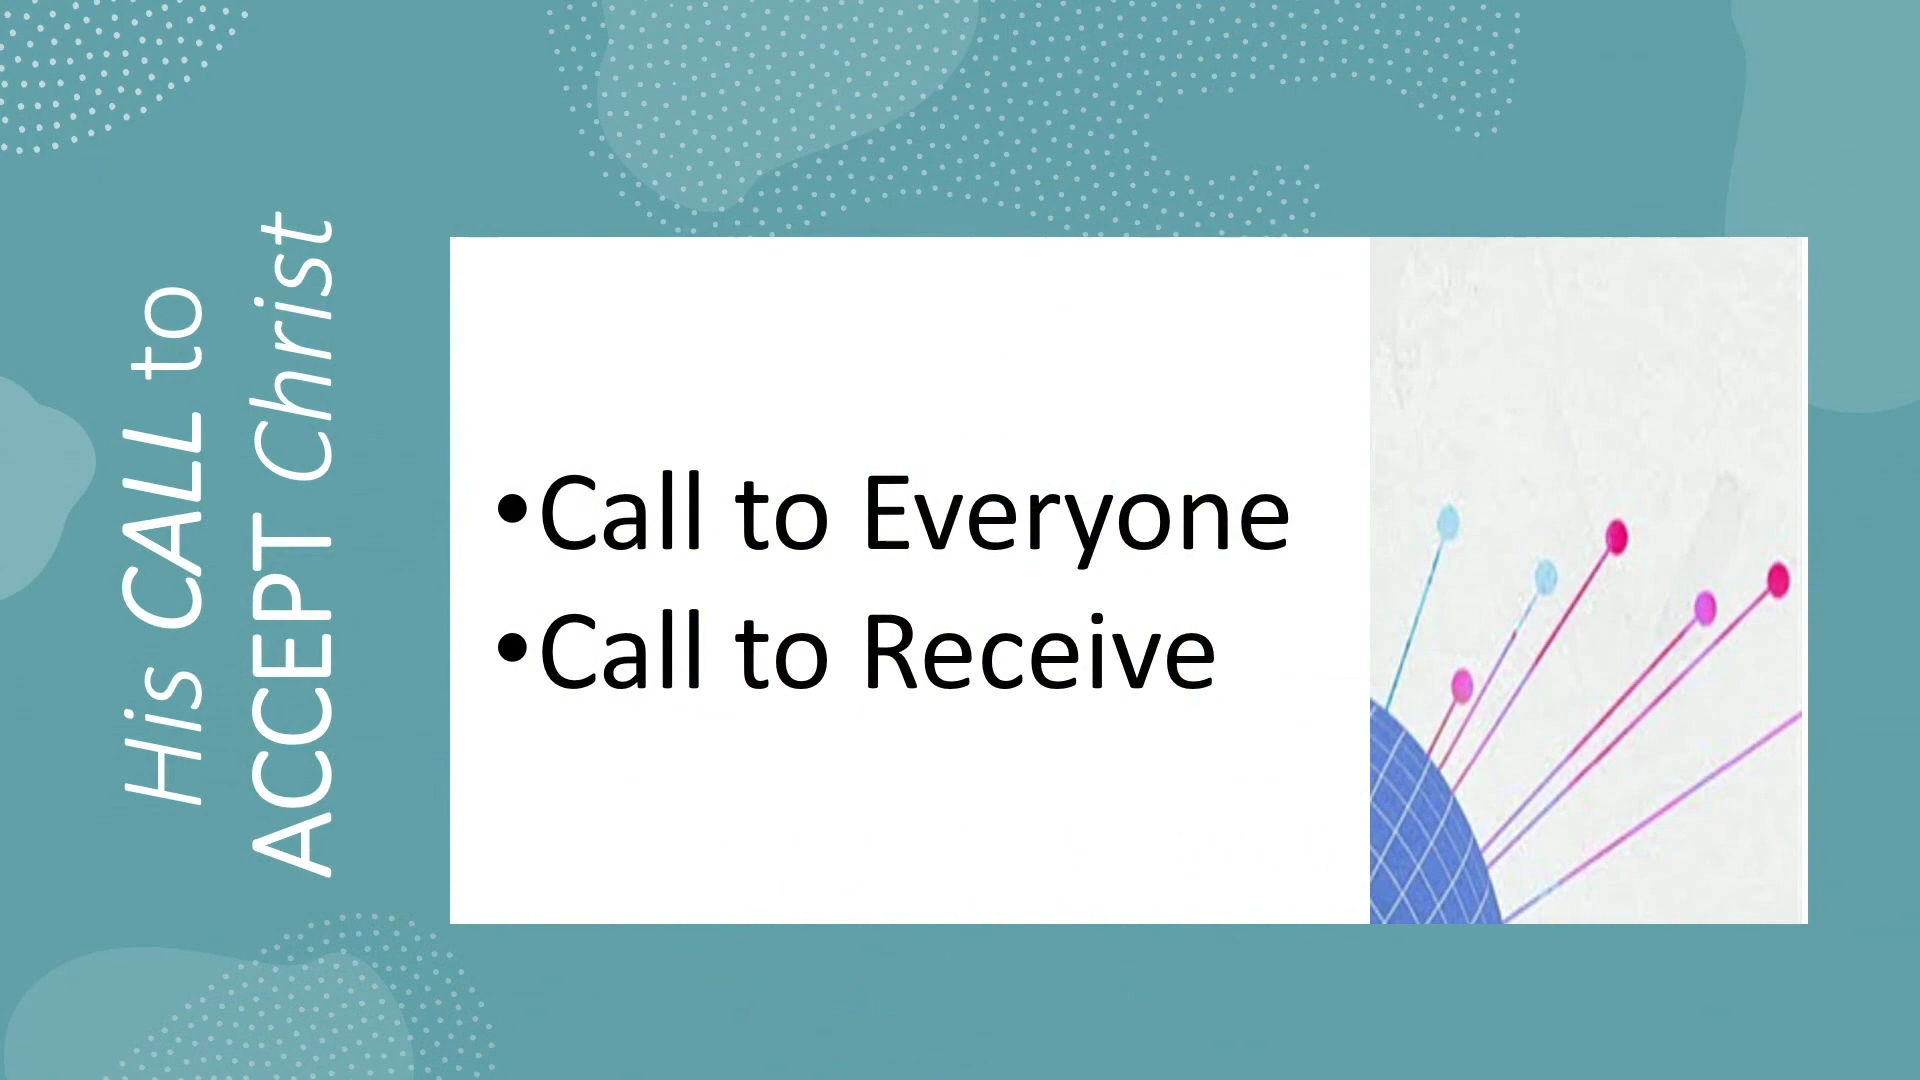 His CALL to
ACCEPT Christ
•Call to Everyone
•Call to Receive